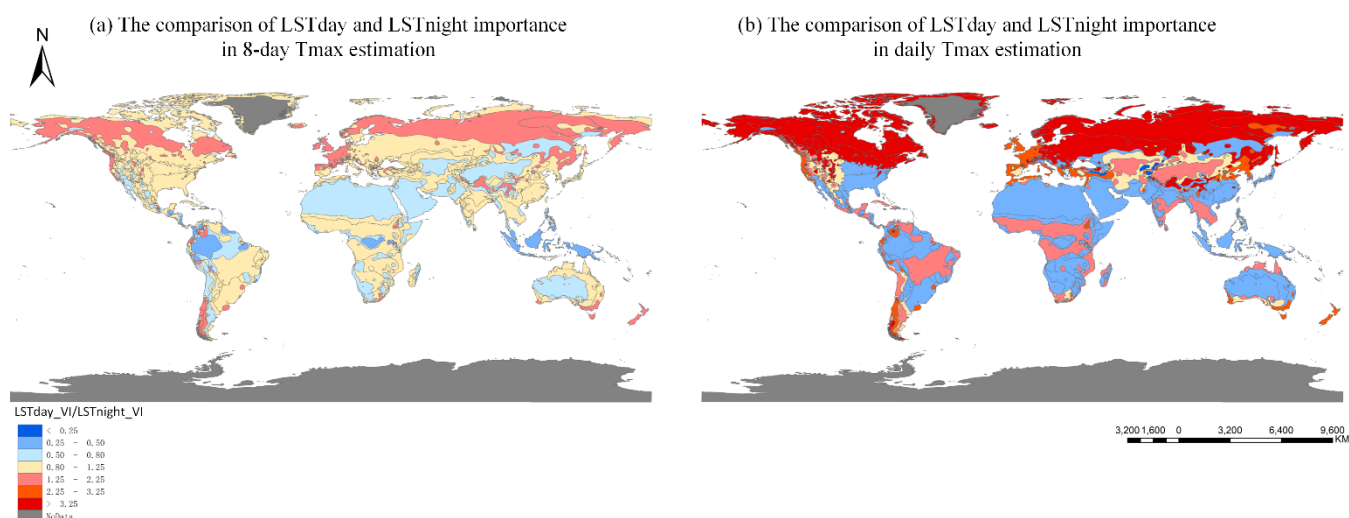 (a) The comparison of LSTday and LSTnight importance
in 8-day Tmax estimation
(b) The comparison of LSTday and LSTnight importance
in daily Tmax estimation
N
LSTday_VI/LSTnight_VI
< 0.25
0.25 - 0.50
0.50 - 0.80
0.80 - 1.25
1.25 - 2.25
2.25 - 3.25
> 3.25
NoData
3,200 1,600 0 3,200 6,400 9,600
KM